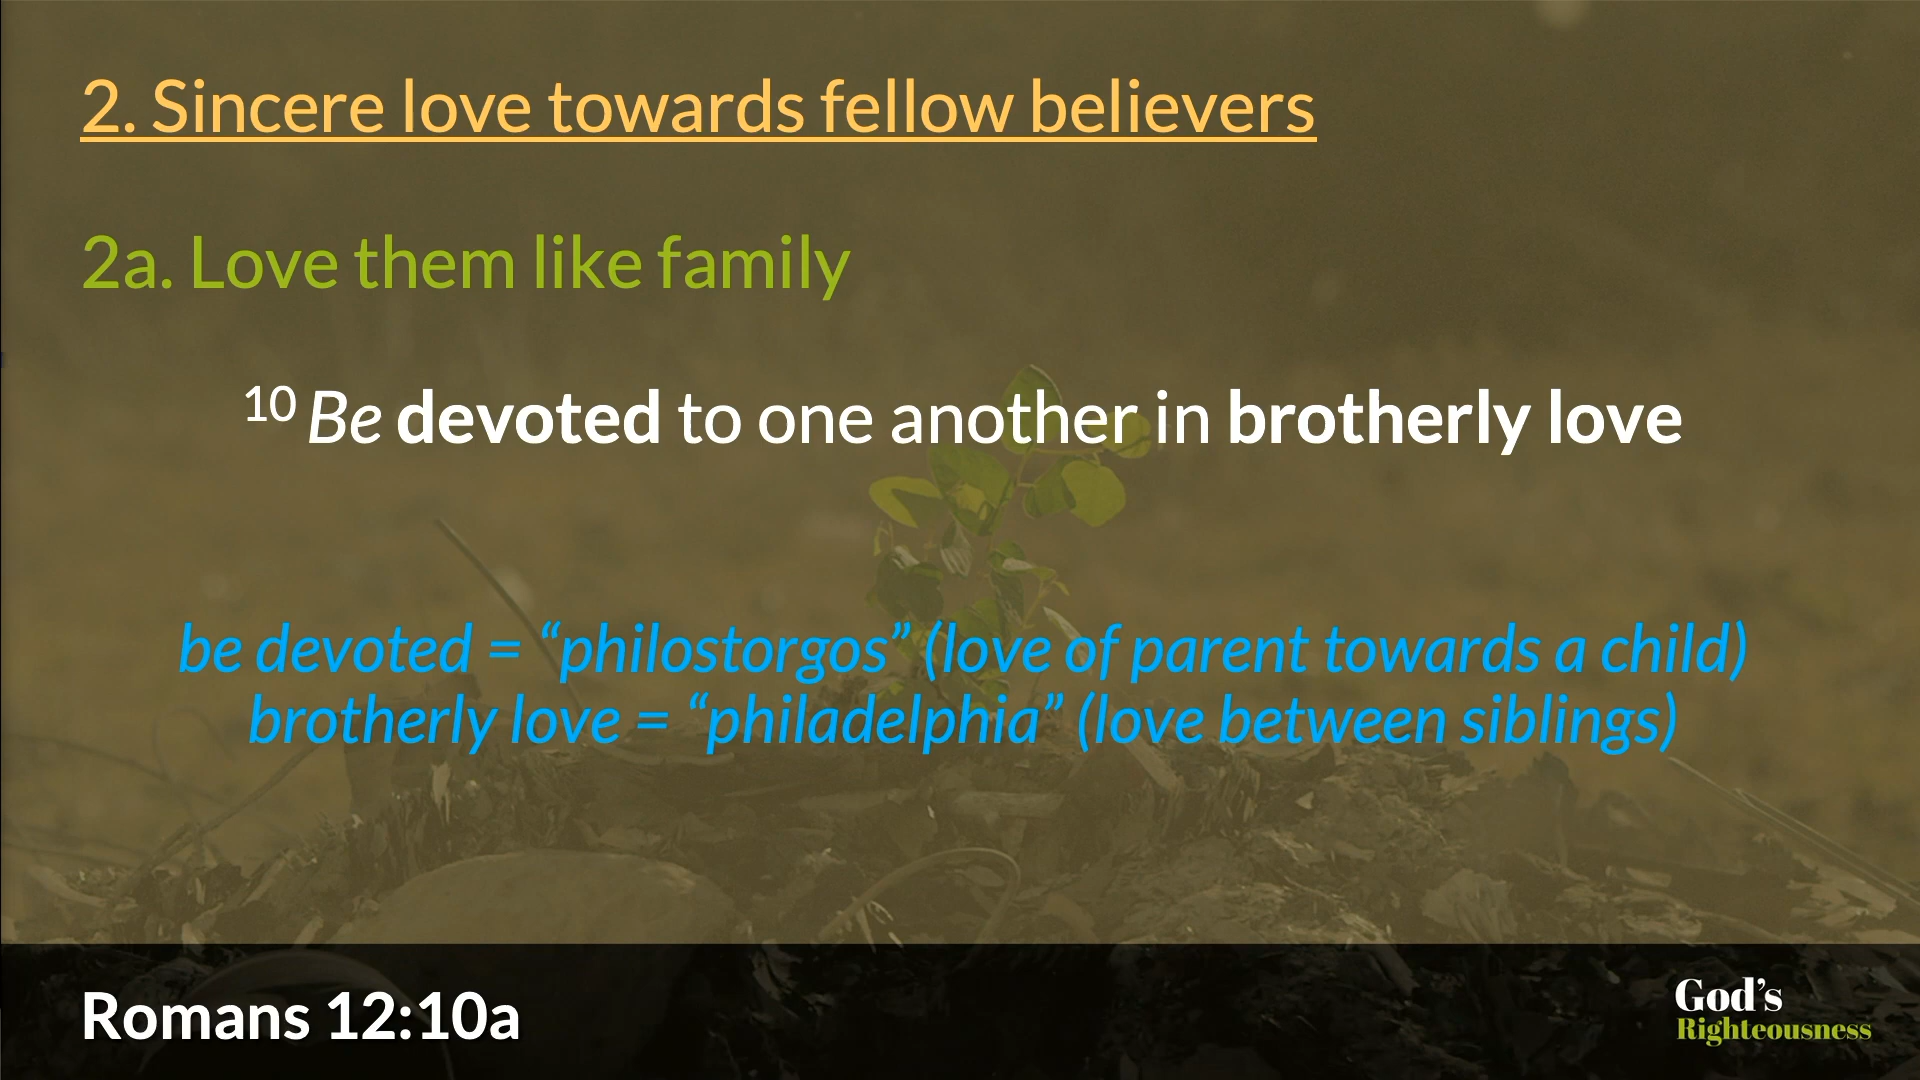 2. Sincere love towards fellow believers
2a. Love them like family
10 Be devoted to one another in brotherly love
be devoted = “philostorgos” (love of parent towards a child)
brotherly love = “philadelphia” (love between siblings)
Romans 12:10a
God’s
Righteousness